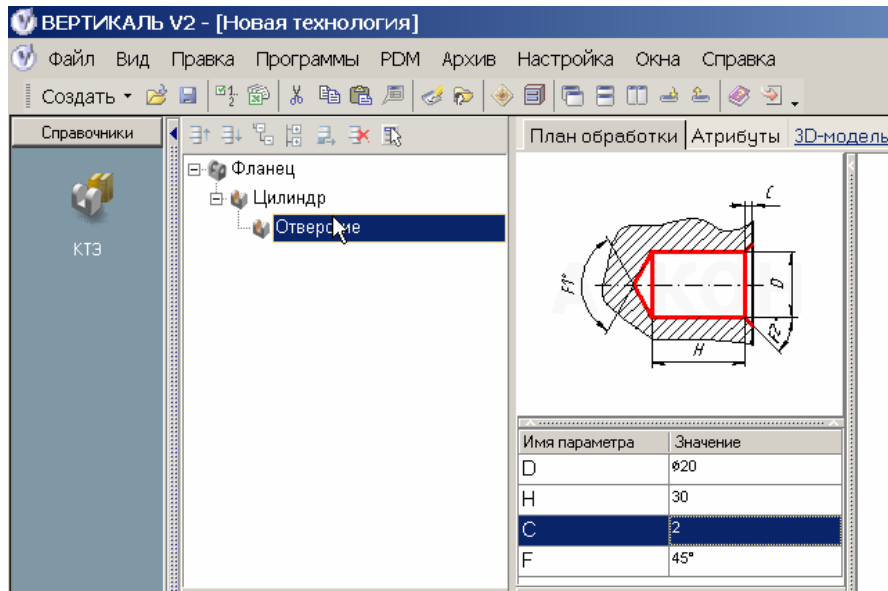 ВЕРТИКАЛЬ V2 - [Новая технология]
Файл Вид Правка Программы PDM Архив Настройка Окна Справка
Создать
Справочники
План обработки Атрибуты 3D-модель
Фланец
Цилиндр
Отверстие
КТЭ
C
F1°
D
F2°
H
Имя параметра Значение
D ø20
H 30
C 2
F 45°